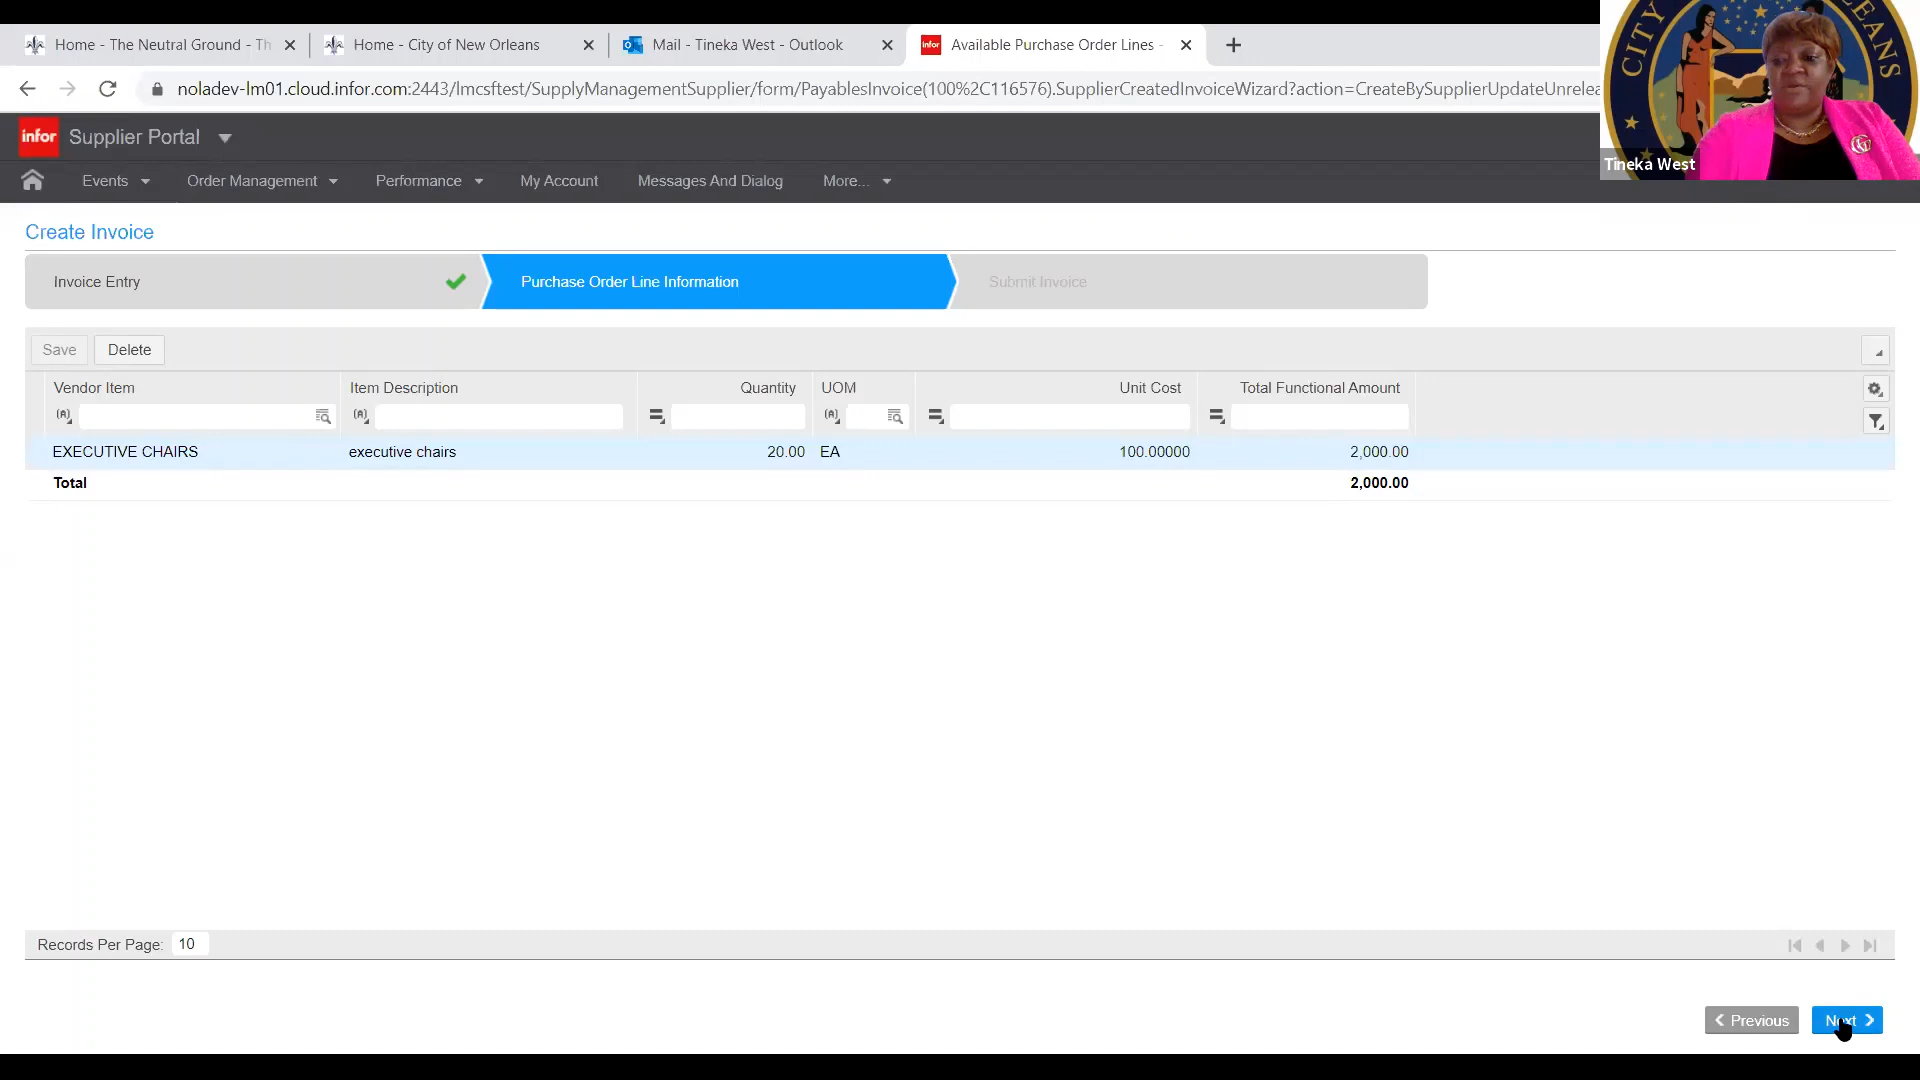 Home - The Neutral Ground - Th
Home - City of New Orleans
Mail - Tineka West - Outlook
Available Purchase Order Lines -
noladev-lm01.cloud.infor.com:2443/lmcsftest/SupplyManagementSupplier/form/PayablesInvoice(100%2C116576).SupplierCreatedInvoiceWizard?action=CreateBySupplierUpdateUnrelea
CITY
LEANS
Tineka West
infor Supplier Portal
Events Order Management Performance My Account Messages And Dialog More...
Create Invoice
Invoice Entry Purchase Order Line Information Submit Invoice
Save Delete
Vendor Item Item Description Quantity UOM Unit Cost Total Functional Amount
EXECUTIVE CHAIRS executive chairs 20.00 EA 100.00000 2,000.00
Total 2,000.00
Records Per Page: 10
Previous Next